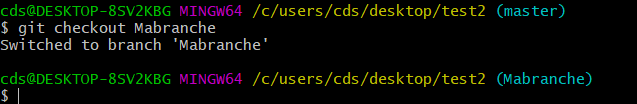 cds@DESKTOP-8SV2KBG MINGW64 /c/users/cds/desktop/test2 (master)
$ git checkout Mabranche
Switched to branch 'Mabranche'
cds@DESKTOP-8SV2KBG MINGW64 /c/users/cds/desktop/test2 (Mabranche)
$